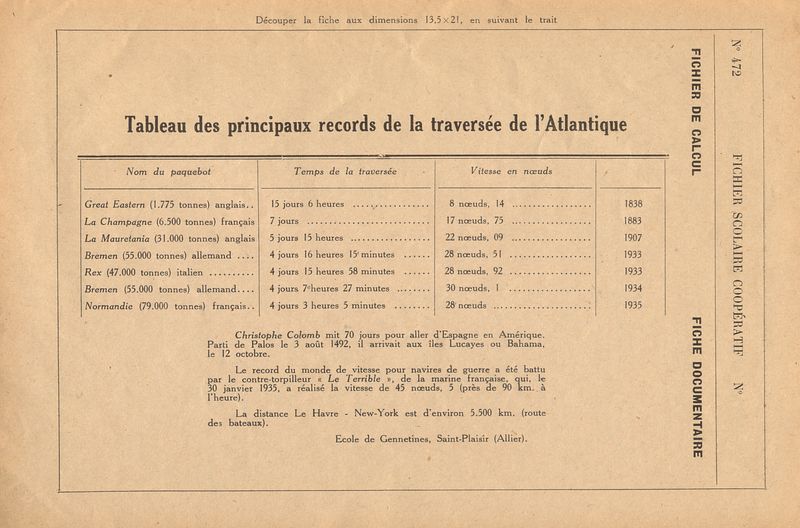 Découper la fiche aux dimensions 13,5×21, en suivant le trait
Tableau des principaux records de la traversée de l'Atlantique
Nom du paquebot Temps de la traversée Vitesse en nœuds
Great Eastern (1.775 tonnes) anglais.. 15 jours 6 heures ................ 8 nœuds, 14 .................. 1838
La Champagne (6.500 tonnes) français 7 jours ........................... 17 nœuds, 75 .................. 1883
La Mauretania (31.000 tonnes) anglais 5 jours 15 heures .................. 22 nœuds, 09 .................. 1907
Bremen (55.000 tonnes) allemand .... 4 jours 16 heures 15 minutes ...... 28 nœuds, 51 .................. 1933
Rex (47.000 tonnes) italien .......... 4 jours 15 heures 58 minutes ...... 28 nœuds, 92 .................. 1933
Bremen (55.000 tonnes) allemand.... 4 jours 7 heures 27 minutes ........ 30 nœuds, 1 .................. 1934
Normandie (79.000 tonnes) français.. 4 jours 3 heures 5 minutes ........ 28 nœuds ...................... 1935
Christophe Colomb mit 70 jours pour aller d'Espagne en Amérique.
Parti de Palos le 3 août 1492, il arrivait aux îles Lucayes ou Bahama,
le 12 octobre.
Le record du monde de vitesse pour navires de guerre a été battu
par le contre-torpilleur « Le Terrible », de la marine française, qui, le
30 janvier 1935, a réalisé la vitesse de 45 nœuds, 5 (près de 90 km. à
l'heure).
La distance Le Havre - New-York est d'environ 5.500 km. (route
des bateaux).
Ecole de Gennetines, Saint-Plaisir (Allier).
FICHIER DE CALCUL FICHE DOCUMENTAIRE
N° 472 FICHIER SCOLAIRE COOPÉRATIF N°